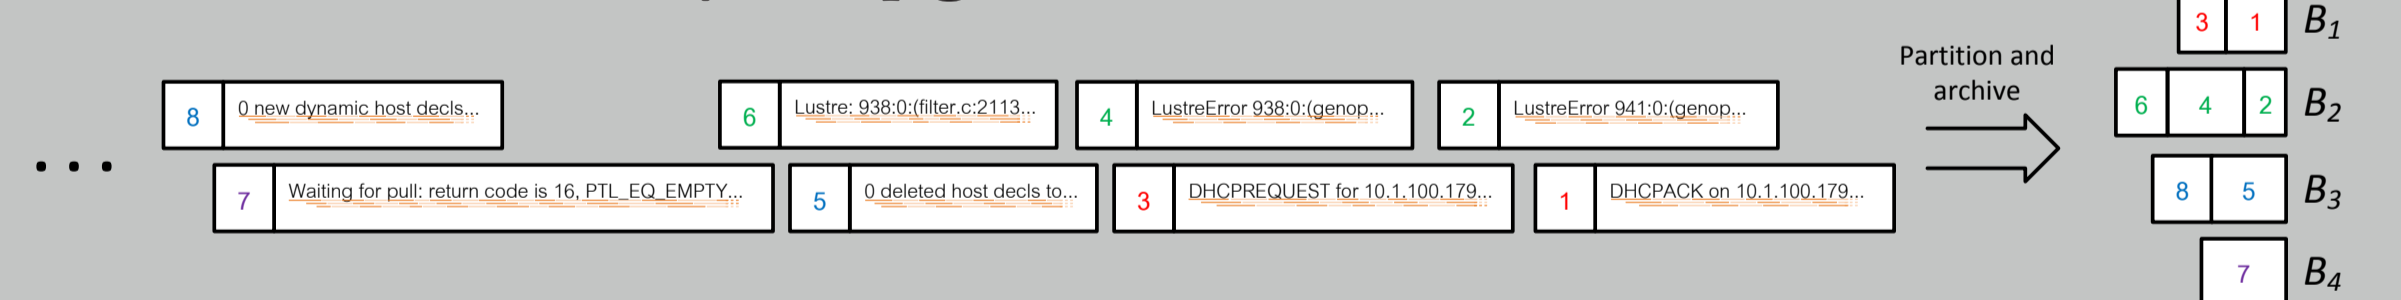 3 1 B1
Partition and
archive
8 0 new dynamic host decls...
6 Lustre: 938:0:(filter.c:2113...
4 LustreError 938:0:(genop...
2 LustreError 941:0:(genop...
6 4 2 B2
...
7 Waiting for pull: return code is 16, PTL_EQ_EMPTY...
5 0 deleted host decls to...
3 DHCPREQUEST for 10.1.100.179...
1 DHCPACK on 10.1.100.179...
8 5 B3
7 B4